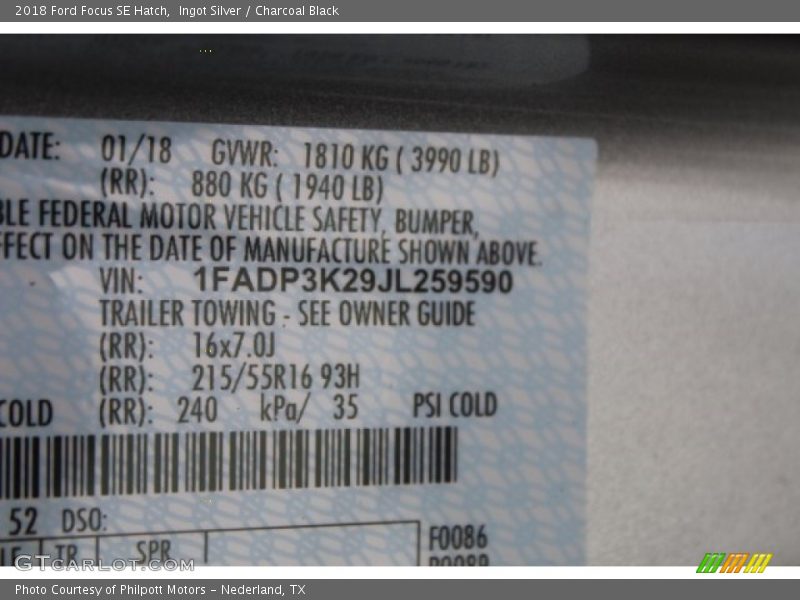 2018 Ford Focus SE Hatch, Ingot Silver / Charcoal Black
DATE: 01/18 GVWR: 1810 KG ( 3990 LB)
(RR): 880 KG ( 1940 LB)
BLE FEDERAL MOTOR VEHICLE SAFETY, BUMPER,
FFECT ON THE DATE OF MANUFACTURE SHOWN ABOVE.
VIN: 1FADP3K29JL259590
TRAILER TOWING - SEE OWNER GUIDE
(RR): 16x7.0J
(RR): 215/55R16 93H
COLD (RR): 240 kPa/ 35 PSI COLD
52 DSO:
F0086
TR SPR
GTcarlot.com
Photo Courtesy of Philpott Motors - Nederland, TX